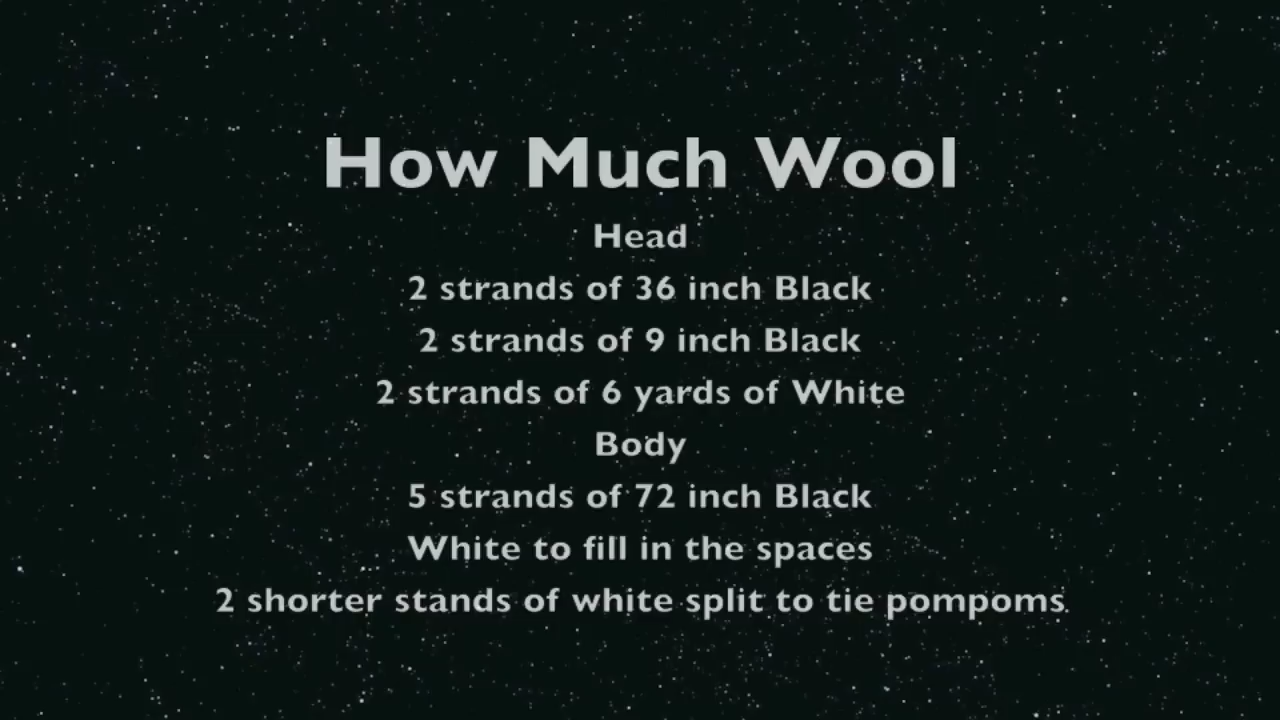 How Much Wool
Head
2 strands of 36 inch Black
2 strands of 9 inch Black
2 strands of 6 yards of White
Body
5 strands of 72 inch Black
White to fill in the spaces
2 shorter stands of white split to tie pompoms